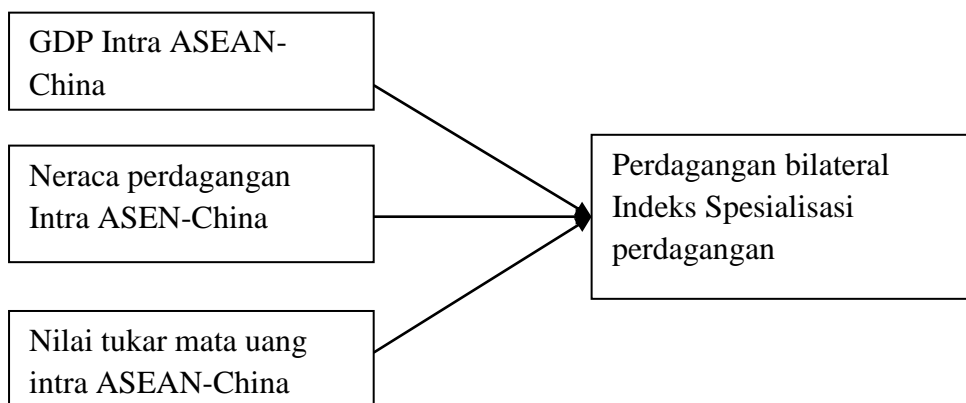 GDP Intra ASEAN-
China
Neraca perdagangan
Intra ASEN-China
Nilai tukar mata uang
intra ASEAN-China
Perdagangan bilateral
Indeks Spesialisasi
perdagangan